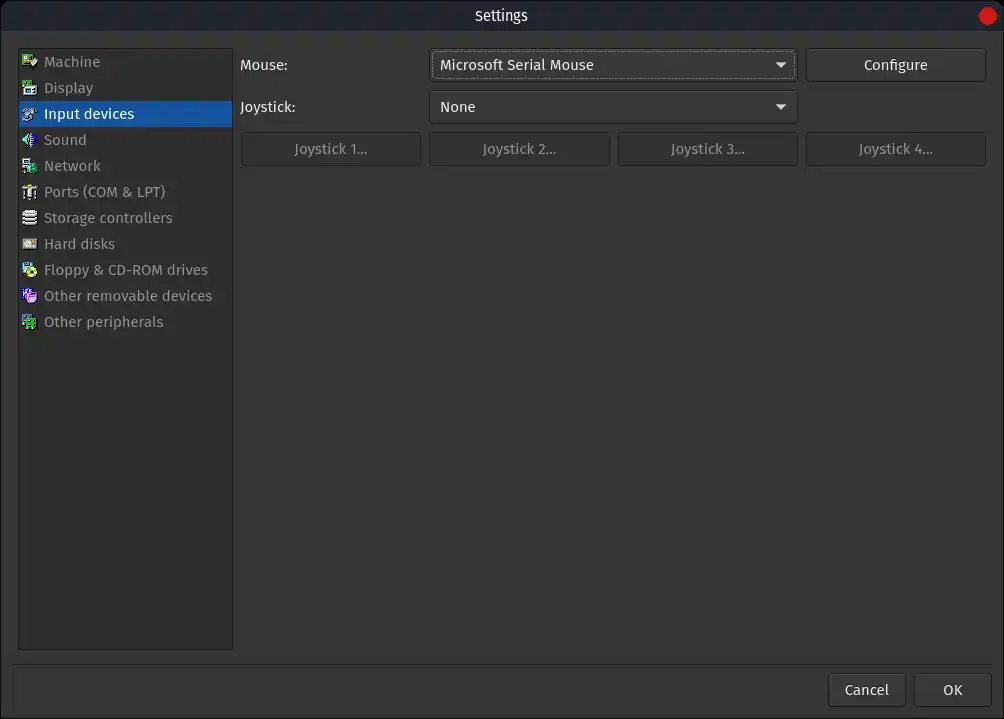 Settings
Machine
Display
Input devices
Sound
Network
Ports (COM & LPT)
Storage controllers
Hard disks
Floppy & CD-ROM drives
Other removable devices
Other peripherals
Mouse: Microsoft Serial Mouse Configure
Joystick: None
Joystick 1... Joystick 2... Joystick 3... Joystick 4...
Cancel OK